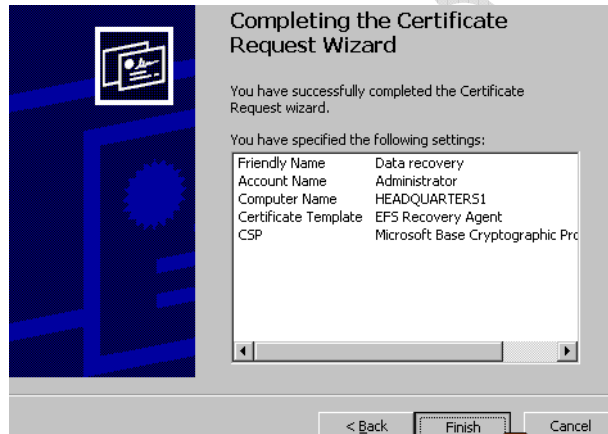 Completing the Certificate
Request Wizard
You have successfully completed the Certificate
Request wizard.
You have specified the following settings:
Friendly Name Data recovery
Account Name Administrator
Computer Name HEADQUARTERS1
Certificate Template EFS Recovery Agent
CSP Microsoft Base Cryptographic Pro
< Back Finish Cancel